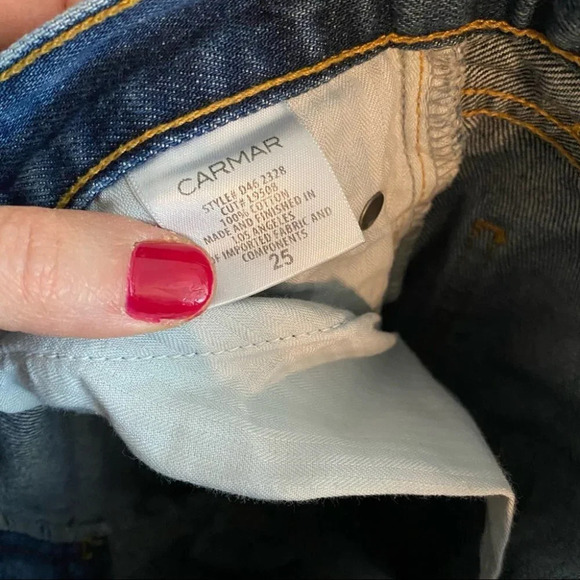 CARMAR
STYLE# D46 2328
CUT# 19508
100% COTTON
MADE AND FINISHED IN
LOS ANGELES
OF IMPORTED FABRIC AND
COMPONENTS
25